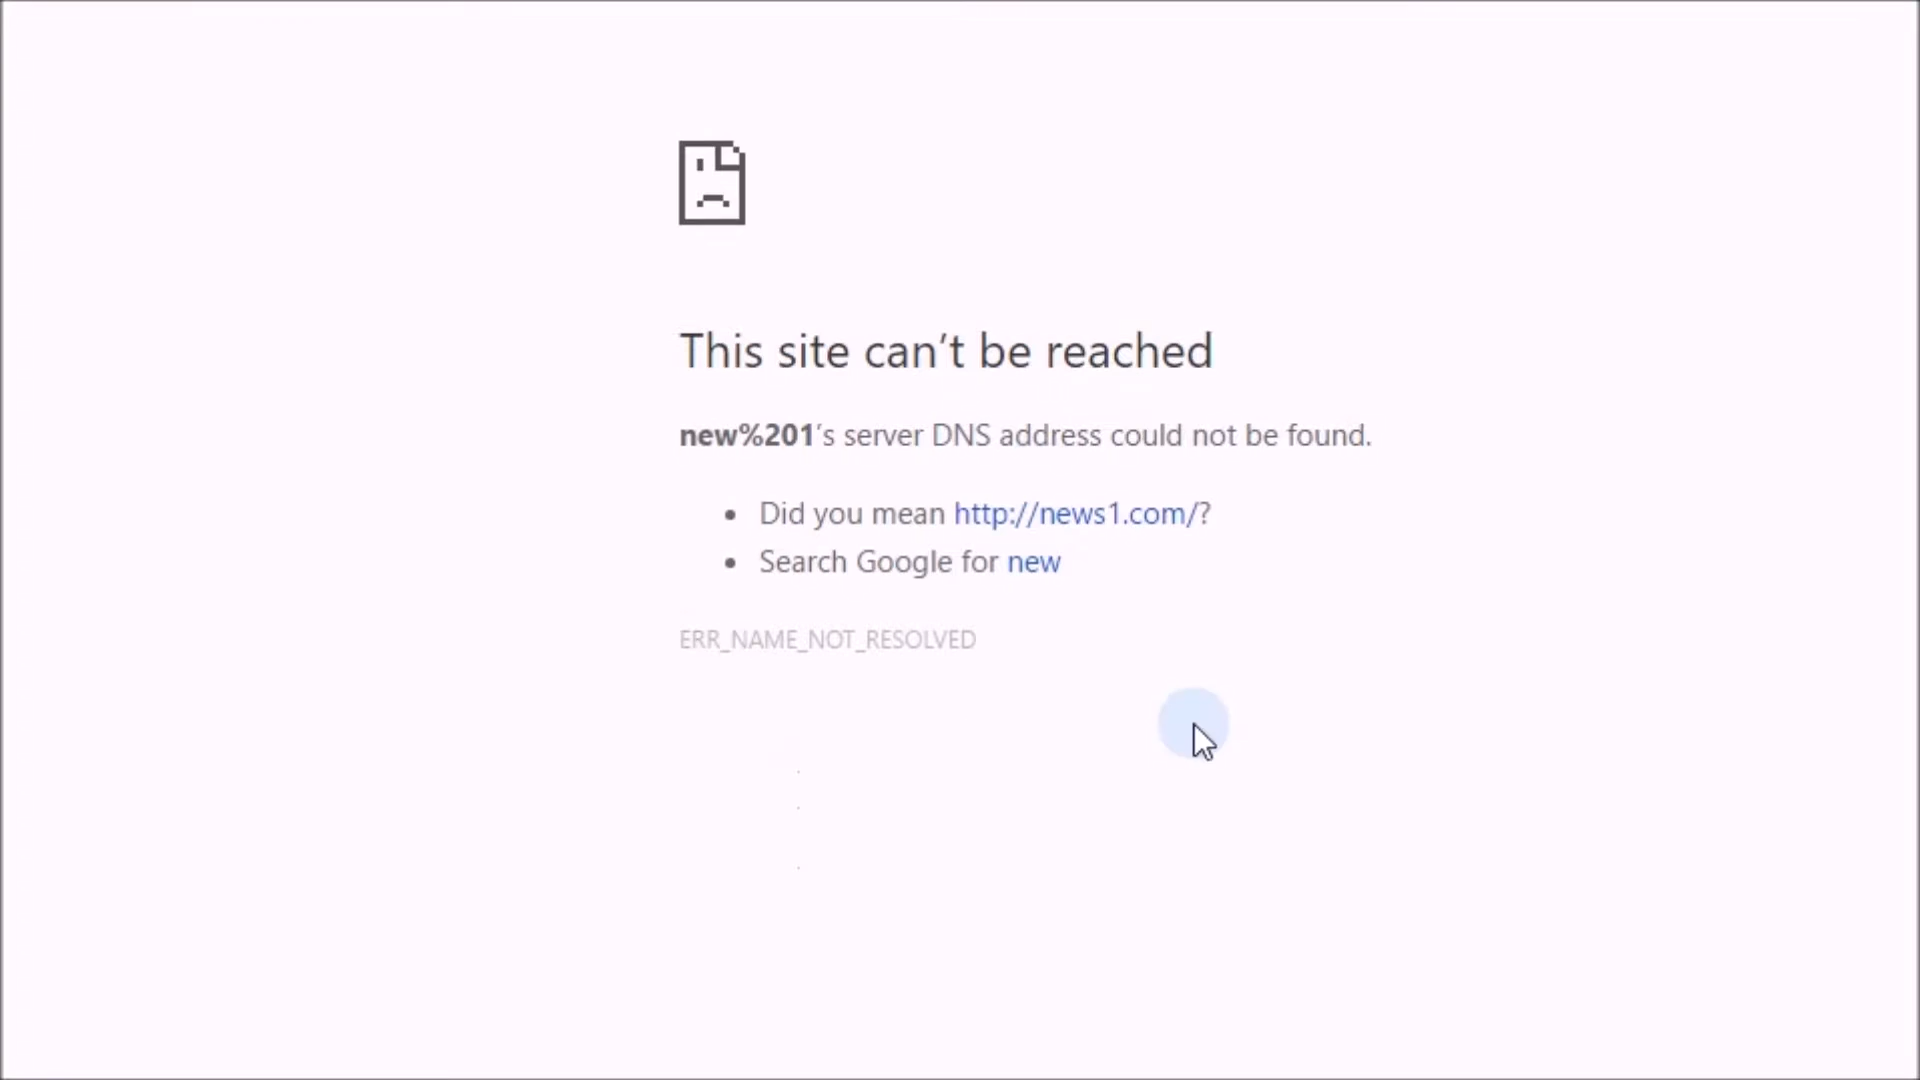 This site can’t be reached
new%201’s server DNS address could not be found.
• Did you mean http://news1.com/?
• Search Google for new
ERR_NAME_NOT_RESOLVED